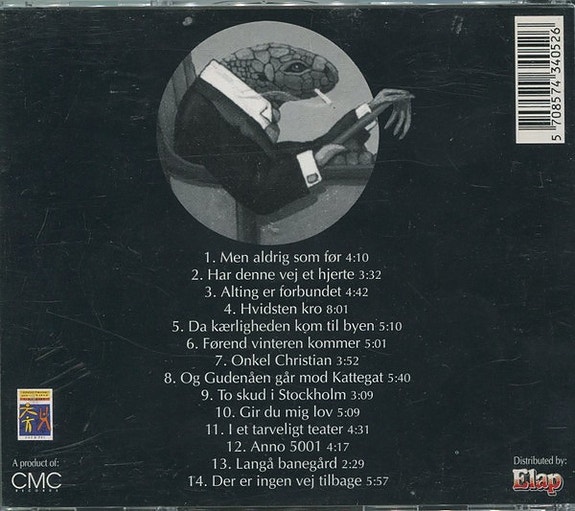 5 708574 340526
1. Men aldrig som før 4:10
2. Har denne vej et hjerte 3:32
3. Alting er forbundet 4:42
4. Hvidsten kro 8:01
5. Da kærligheden kom til byen 5:10
6. Førend vinteren kommer 5:01
7. Onkel Christian 3:52
8. Og Gudenåen går mod Kattegat 5:40
9. To skud i Stockholm 3:09
10. Gir du mig lov 5:09
11. I et tarveligt teater 4:31
12. Anno 5001 4:17
13. Langå banegård 2:29
14. Der er ingen vej tilbage 5:57
A product of:
CMC
RECORDS
Distributed by:
Elap